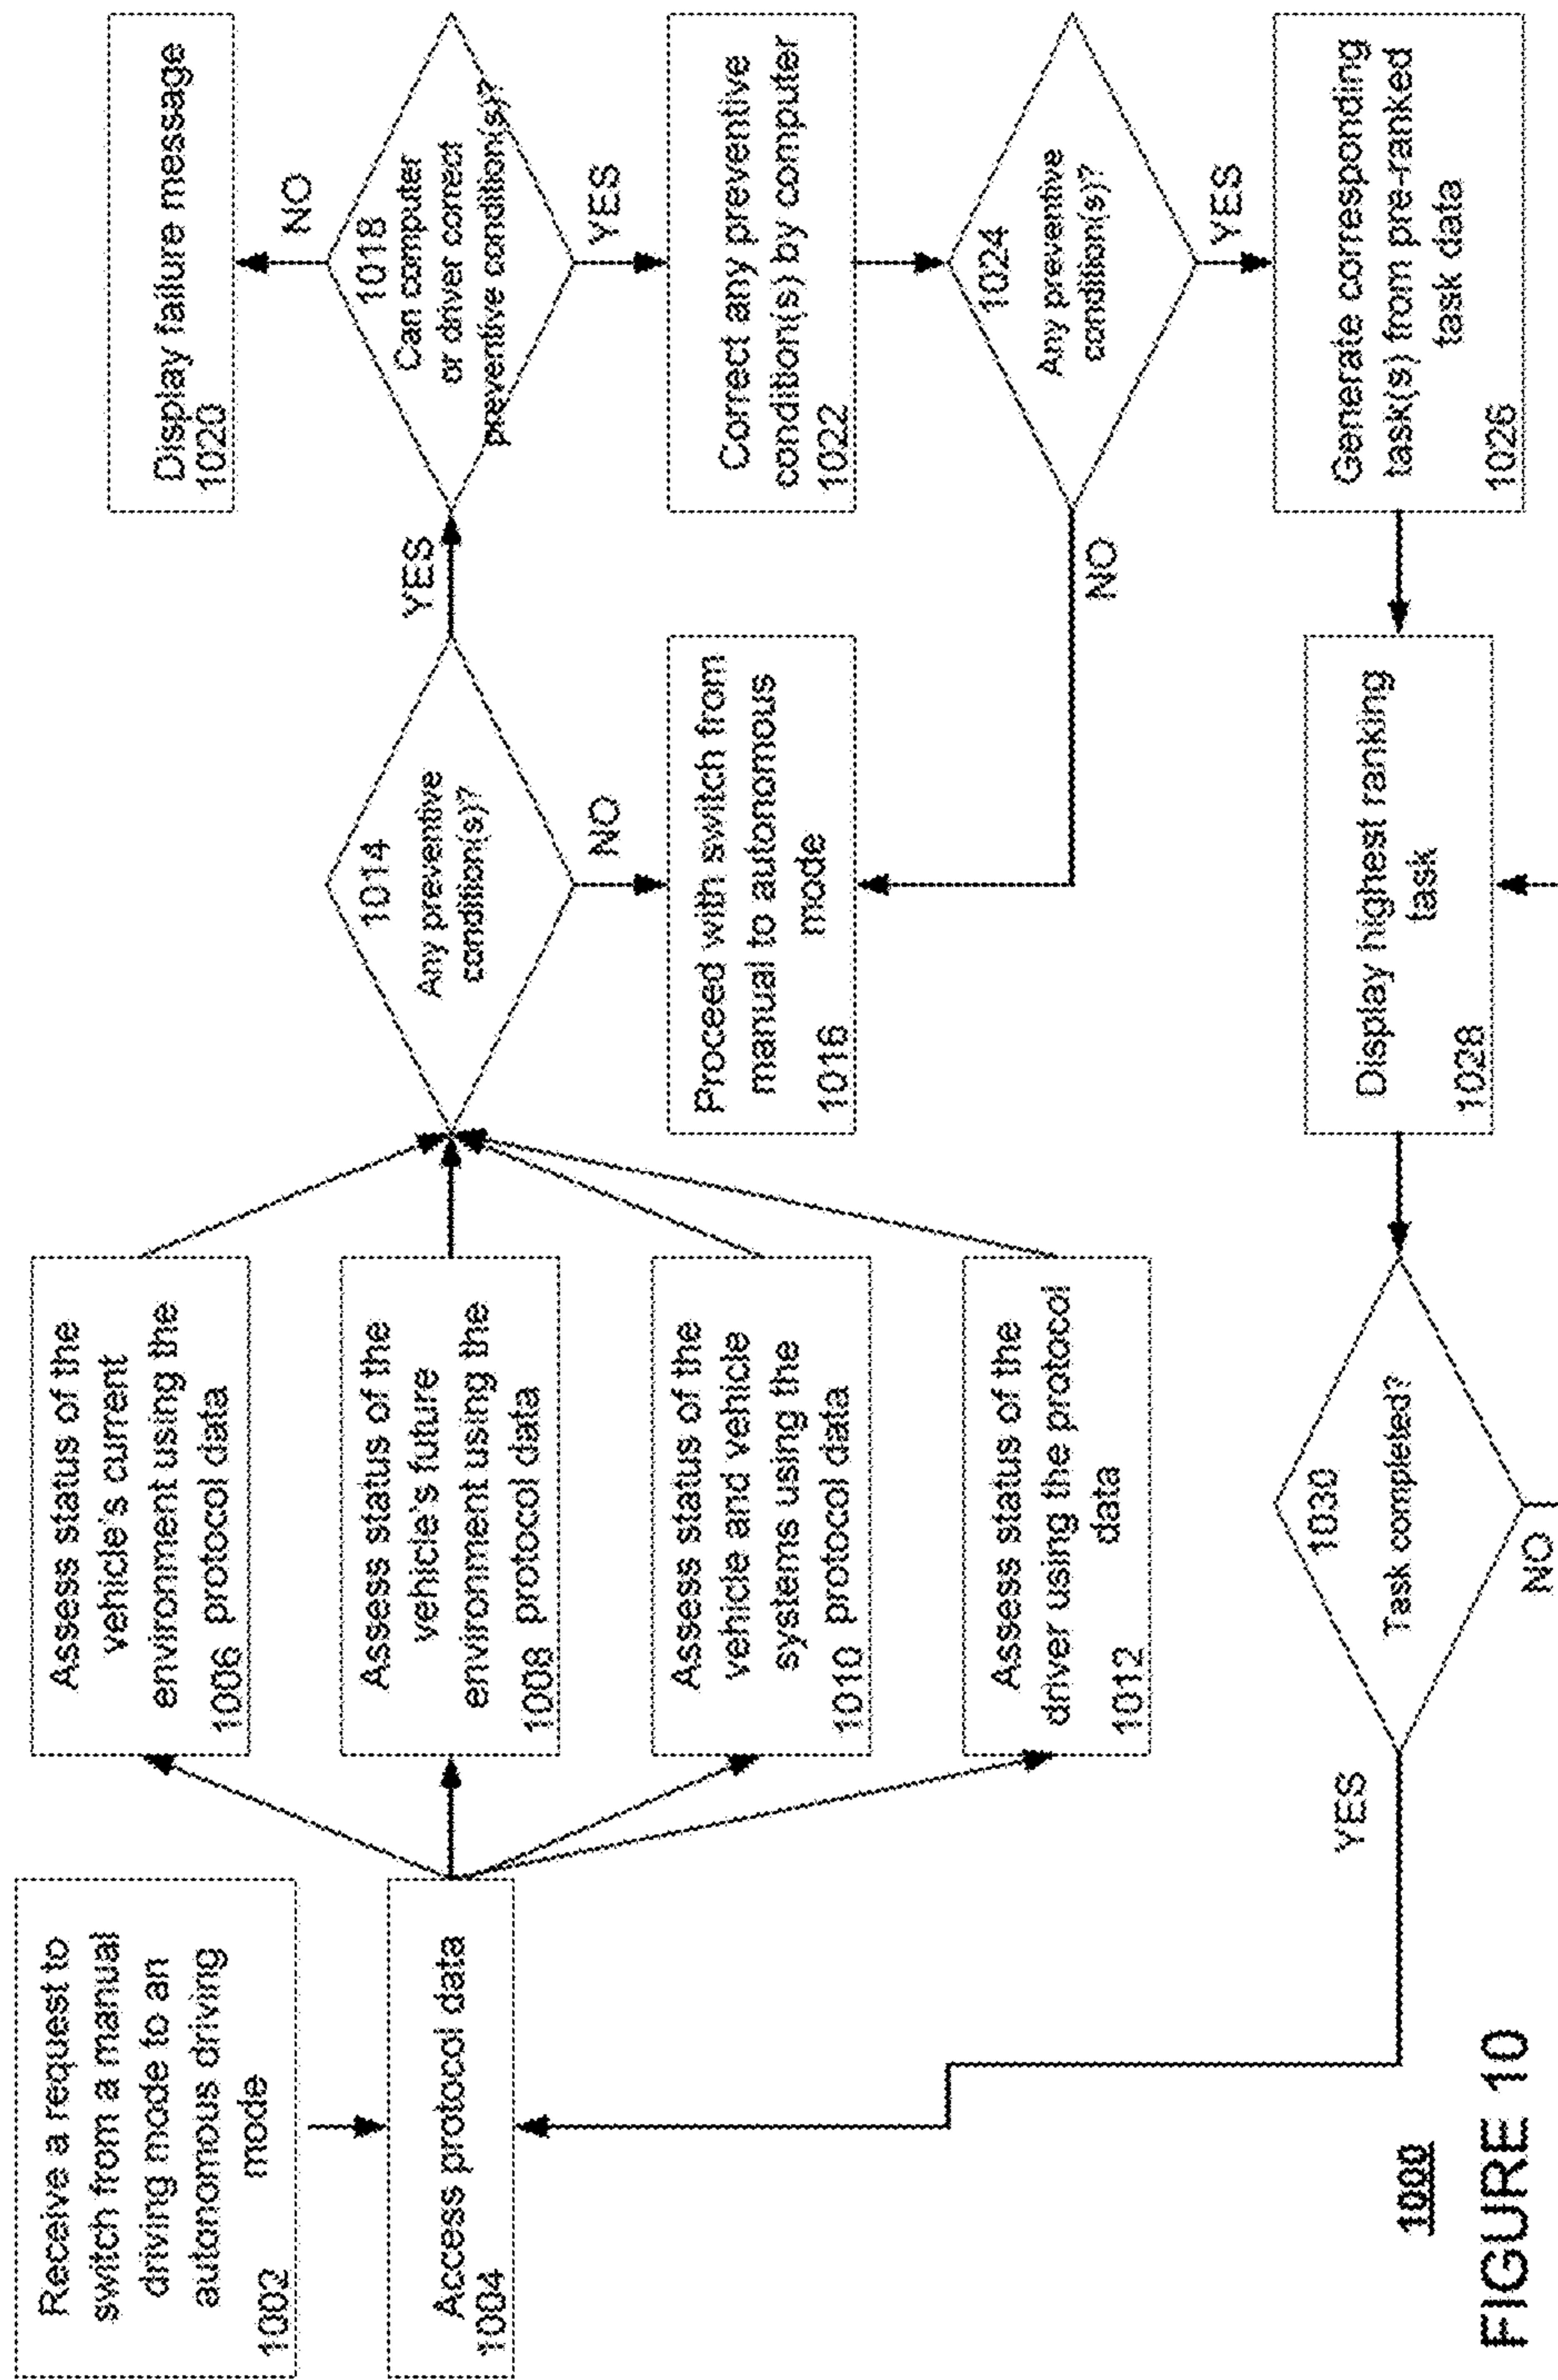 Receive a request to
switch from a manual
driving mode to an
autonomous driving
mode
1002
Access protocol data
1004
Assess status of the
vehicle's current
environment using the
1006 protocol data
Assess status of the
vehicle's future
environment using the
1008 protocol data
Assess status of the
vehicle and vehicle
systems using the
1010 protocol data
Assess status of the
driver using the protocol
data
1012
1014
Any preventive
condition(s)?
YES
NO
Proceed with switch from
manual to autonomous
mode
1016
Display failure message
1020
NO
1018
Can computer
or driver correct
preventive condition(s)?
YES
Correct any preventive
condition(s) by computer
1022
1024
Any preventive
condition(s)?
NO
YES
Generate corresponding
task(s) from pre-ranked
task data
1026
Display highest ranking
task
1028
1030
Task completed?
YES
NO
1000
FIGURE 10